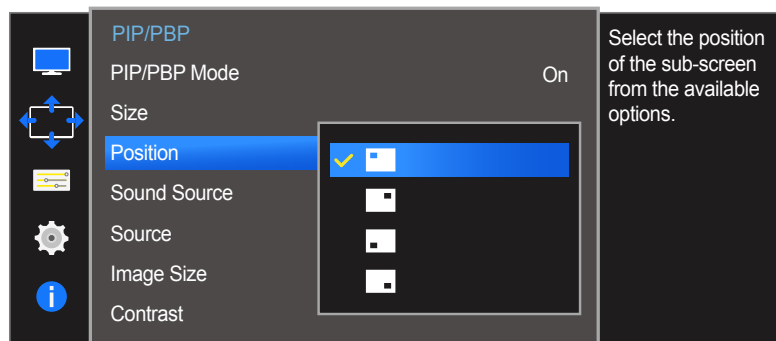 PIP/PBP
PIP/PBP Mode On
Size
Position
Sound Source
Source
Image Size
Contrast
Select the position
of the sub-screen
from the available
options.
i